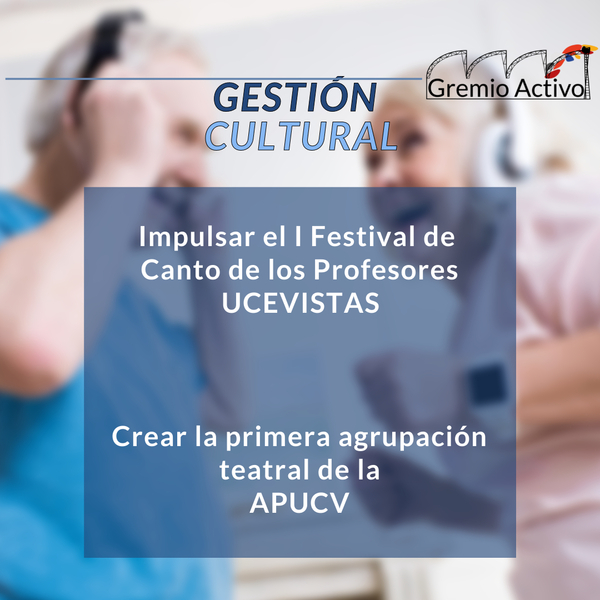 Gremio Activo
GESTIÓN
CULTURAL
Impulsar el I Festival de
Canto de los Profesores
UCEVISTAS
Crear la primera agrupación
teatral de la
APUCV